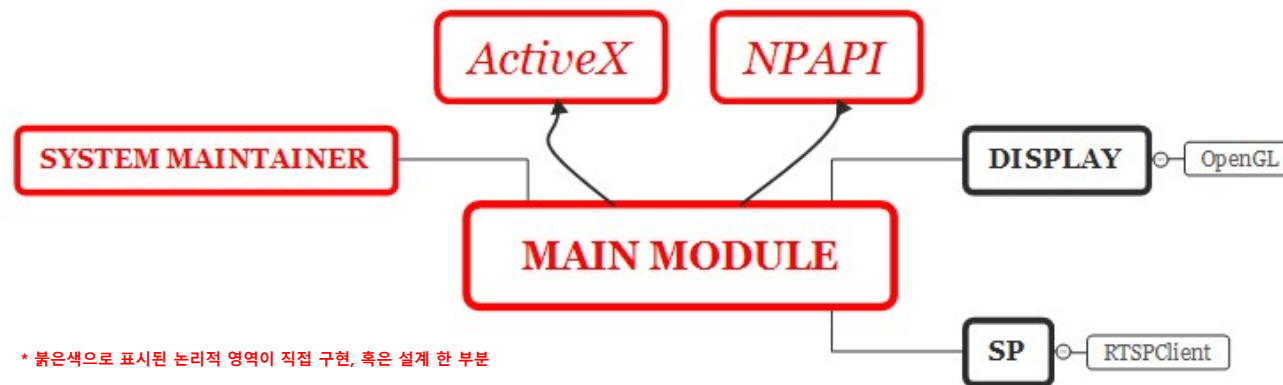 ActiveX
NPAPI
SYSTEM MAINTAINER
DISPLAY
OpenGL
MAIN MODULE
SP
RTSPClient
* 붉은색으로 표시된 논리적 영역이 직접 구현, 혹은 설계 한 부분